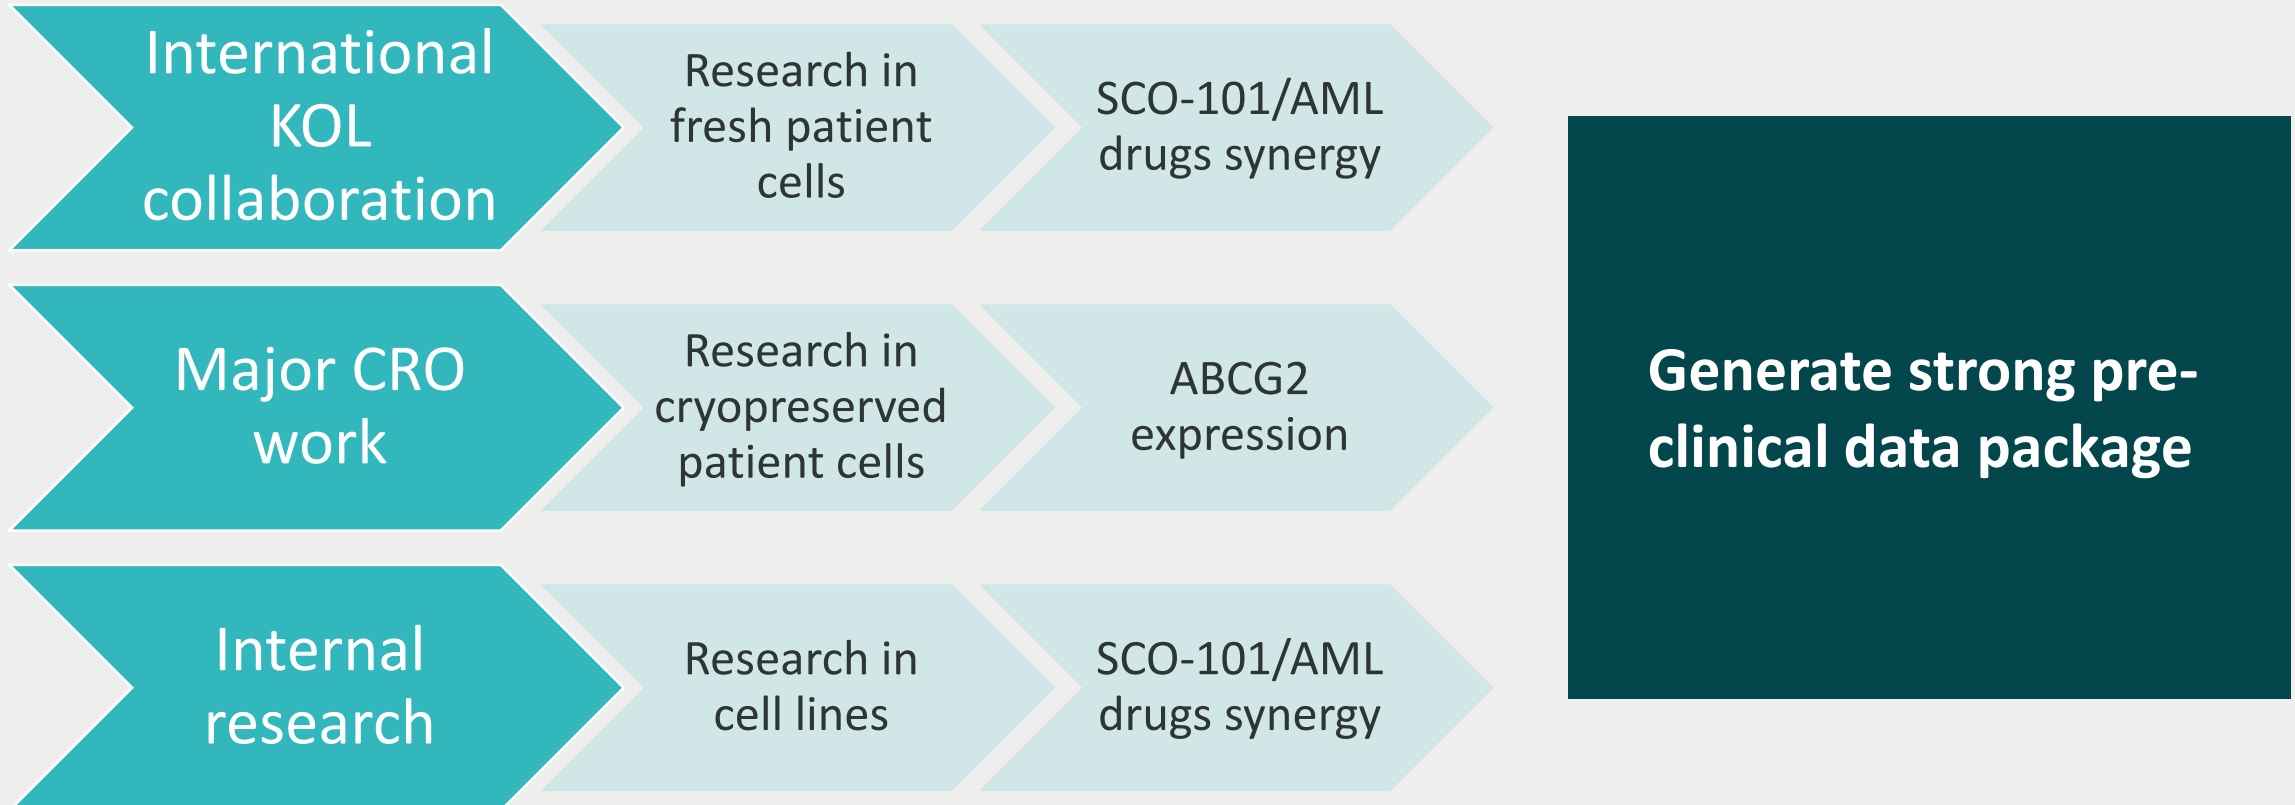 International
KOL
collaboration
Research in
fresh patient
cells
SCO-101/AML
drugs synergy
Major CRO
work
Research in
cryopreserved
patient cells
ABCG2
expression
Internal
research
Research in
cell lines
SCO-101/AML
drugs synergy
Generate strong pre-
clinical data package